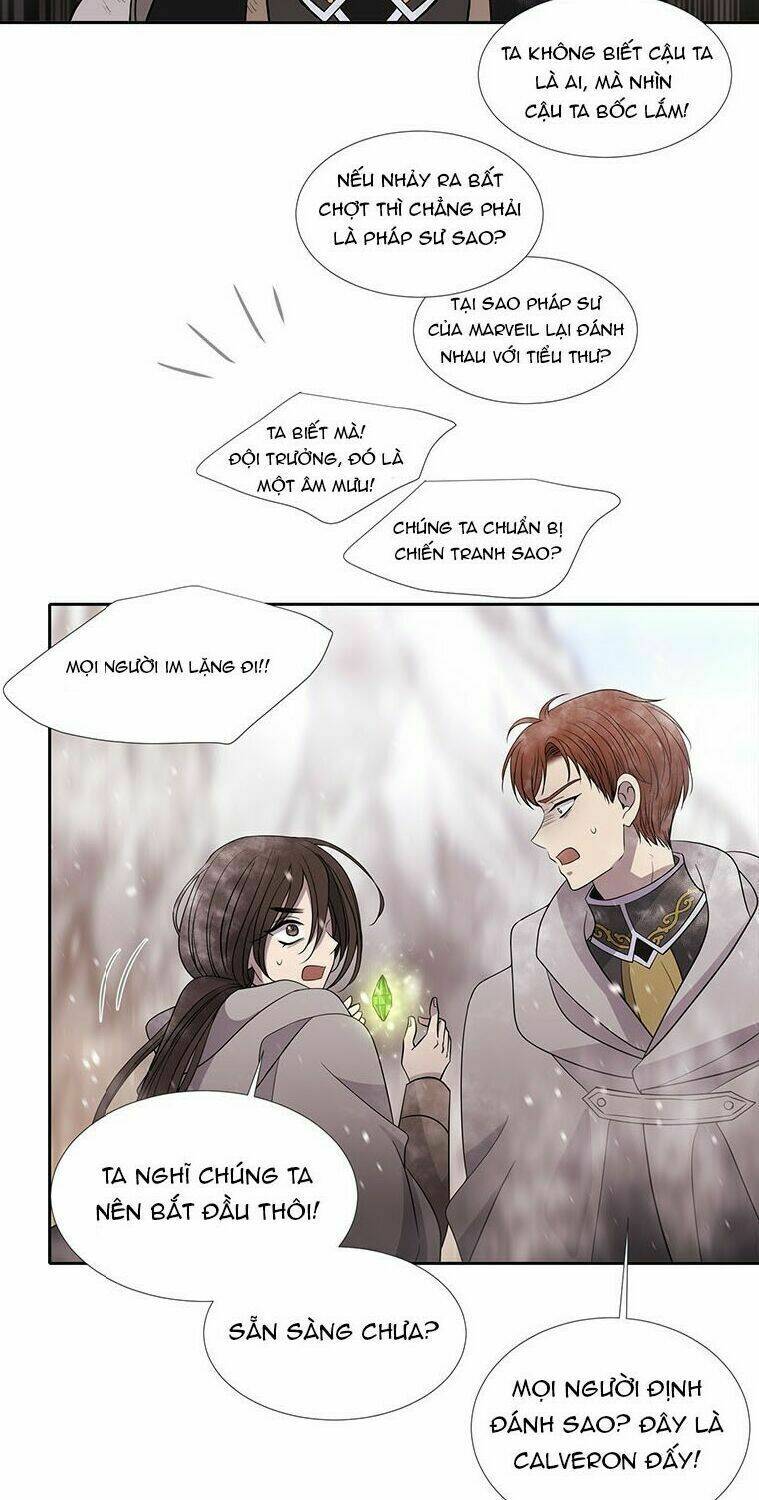 TA KHÔNG BIẾT CẬU TA
LÀ AI, MÀ NHÌN
CẬU TA BỐC LẮM!
NẾU NHẢY RA BẤT
CHỢT THÌ CHẲNG PHẢI
LÀ PHÁP SƯ SAO?
TẠI SAO PHÁP SƯ
CỦA MARVEIL LẠI ĐÁNH
NHAU VỚI TIỂU THƯ?
TA BIẾT MÀ!
ĐỘI TRƯỞNG, ĐÓ LÀ
MỘT ÂM MƯU!
CHÚNG TA CHUẨN BỊ
CHIẾN TRANH SAO?
MỌI NGƯỜI IM LẶNG ĐI!!
TA NGHĨ CHÚNG TA
NÊN BẮT ĐẦU THÔI!
SẴN SÀNG CHƯA?
MỌI NGƯỜI ĐỊNH
ĐÁNH SAO? ĐÂY LÀ
CALVERON ĐẤY!